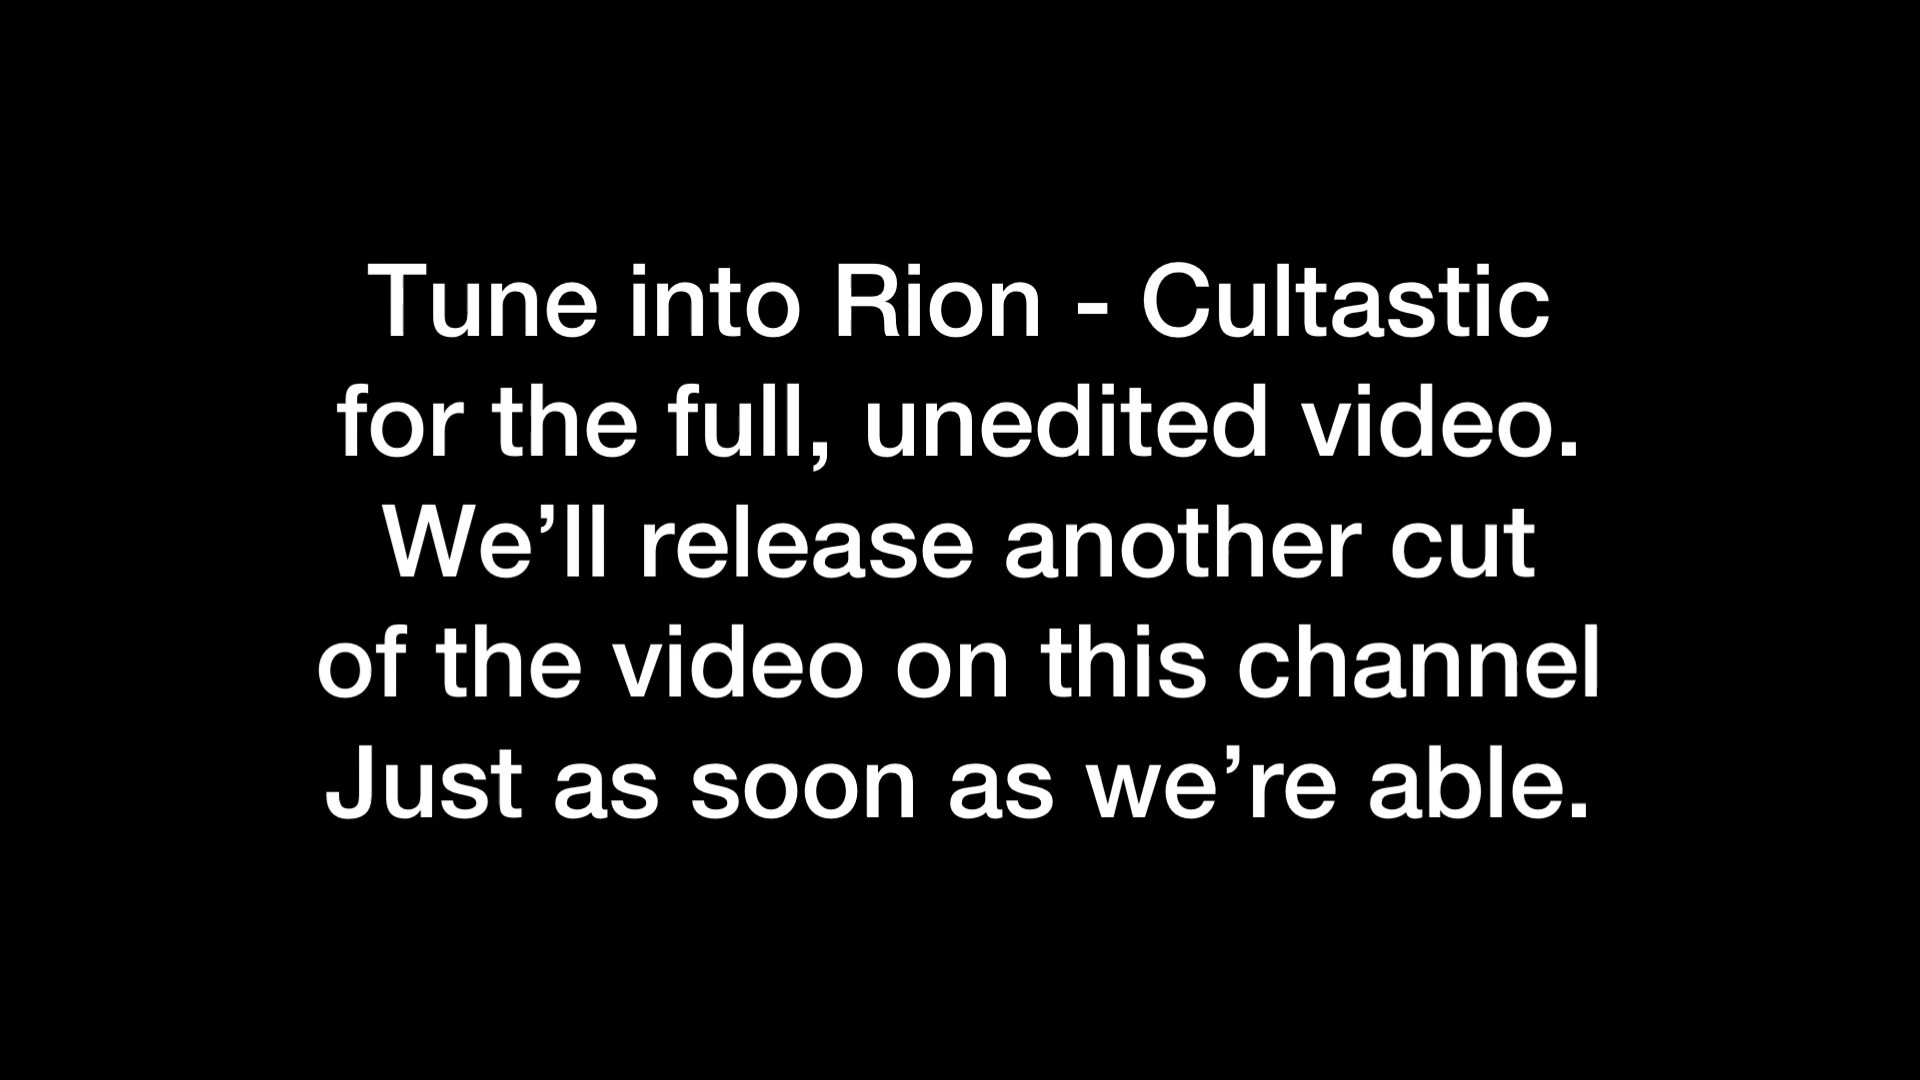 Tune into Rion - Cultastic
for the full, unedited video.
We’ll release another cut
of the video on this channel
Just as soon as we’re able.